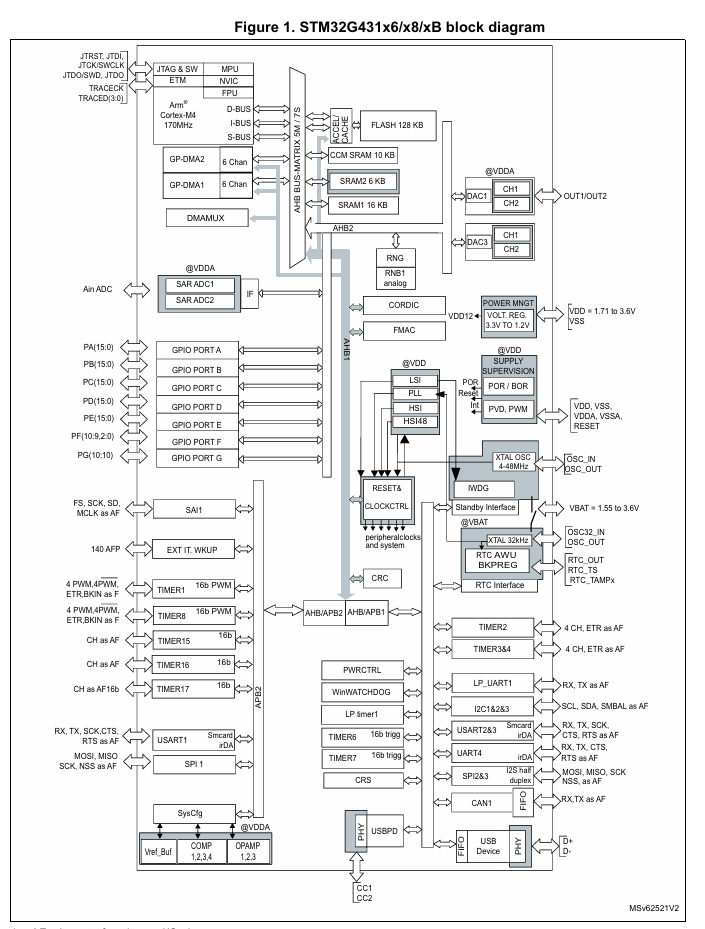 Figure 1. STM32G431x6/x8/xB block diagram
JTRST, JTDI,
JTCK/SWCLK
JTDO/SWD, JTDO
TRACECK
TRACED(3:0)
JTAG & SW
MPU
ETM
NVIC
FPU
Arm®
Cortex-M4
170MHz
D-BUS
I-BUS
S-BUS
GP-DMA2
6 Chan
GP-DMA1
6 Chan
DMAMUX
AHB BUS-MATRIX 5M / 7S
ACCEL/
CACHE
FLASH 128 KB
CCM SRAM 10 KB
SRAM2 6 KB
SRAM1 16 KB
AHB2
RNG
RNB1
analog
@VDDA
DAC1
CH1
CH2
OUT1/OUT2
DAC3
CH1
CH2
@VDDA
Ain ADC
SAR ADC1
SAR ADC2
IF
CORDIC
FMAC
AHB1
POWER MNGT
VDD12
VOLT. REG.
3.3V TO 1.2V
VDD = 1.71 to 3.6V
VSS
@VDD
SUPPLY
SUPERVISION
POR
Reset
Int
POR / BOR
PVD, PWM
VDD, VSS,
VDDA, VSSA,
RESET
PA(15:0)
GPIO PORT A
PB(15:0)
GPIO PORT B
PC(15:0)
GPIO PORT C
PD(15:0)
GPIO PORT D
PE(15:0)
GPIO PORT E
PF(10:9,2:0)
GPIO PORT F
PG(10:10)
GPIO PORT G
@VDD
LSI
PLL
HSI
HSI48
RESET&
CLOCKCTRL
peripheralclocks
and system
XTAL OSC
4-48MHz
OSC_IN
OSC_OUT
IWDG
Standby Interface
VBAT = 1.55 to 3.6V
@VBAT
XTAL 32kHz
OSC32_IN
OSC_OUT
RTC AWU
BKPREG
RTC_OUT
RTC_TS
RTC_TAMPx
RTC Interface
FS, SCK, SD,
MCLK as AF
SAI1
140 AFP
EXT IT. WKUP
4 PWM,4PWM,
ETR,BKIN as F
TIMER1
16b PWM
4 PWM,4PWM,
ETR,BKIN as AF
TIMER8
16b PWM
CH as AF
TIMER15
16b
CH as AF
TIMER16
16b
CH as AF16b
TIMER17
16b
APB2
RX, TX, SCK,CTS,
RTS as AF
USART1
Smcard
irDA
MOSI, MISO
SCK, NSS as AF
SPI 1
SysCfg
@VDDA
Vref_Buf
COMP
1,2,3,4
OPAMP
1,2,3
CRC
AHB/APB2
AHB/APB1
PWRCTRL
WinWATCHDOG
LP timer1
TIMER6
16b trigg
TIMER7
16b trigg
CRS
PHY
USBPD
CC1
CC2
TIMER2
4 CH, ETR as AF
TIMER3&4
4 CH, ETR as AF
LP_UART1
RX, TX as AF
I2C1&2&3
SCL, SDA, SMBAL as AF
USART2&3
Smcard
irDA
RX, TX, SCK,
CTS, RTS as AF
UART4
irDA
RX, TX, CTS,
RTS as AF
SPI2&3
I2S half
duplex
MOSI, MISO, SCK
NSS, as AF
CAN1
FIFO
RX,TX as AF
FIFO
USB
Device
PHY
D+
D-
MSv62521V2